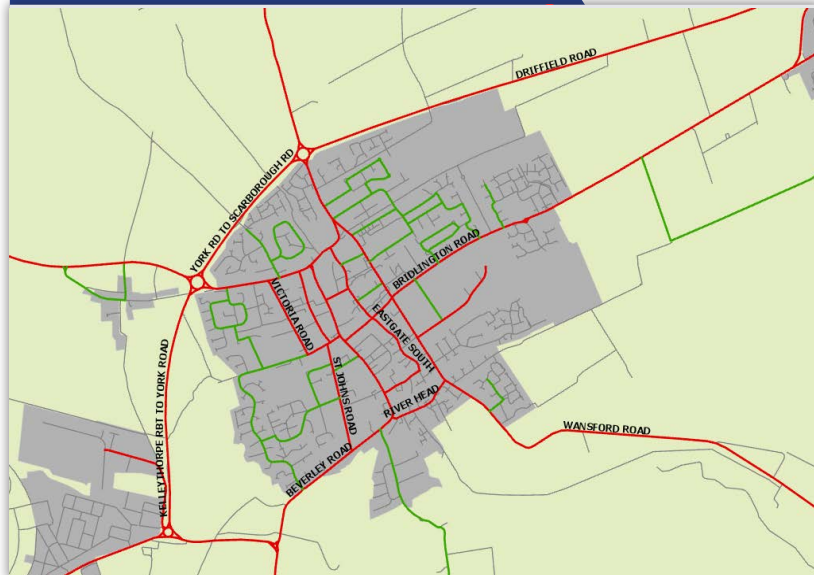 DRIFFIELD ROAD
YORK RD TO SCARBOROUGH RD
BRIDLINGTON ROAD
VICTORIA ROAD
EASTGATE SOUTH
ST JOHNS ROAD
KELLEYTHORPE RBT TO YORK ROAD
RIVER HEAD
WANSFORD ROAD
BEVERLEY ROAD